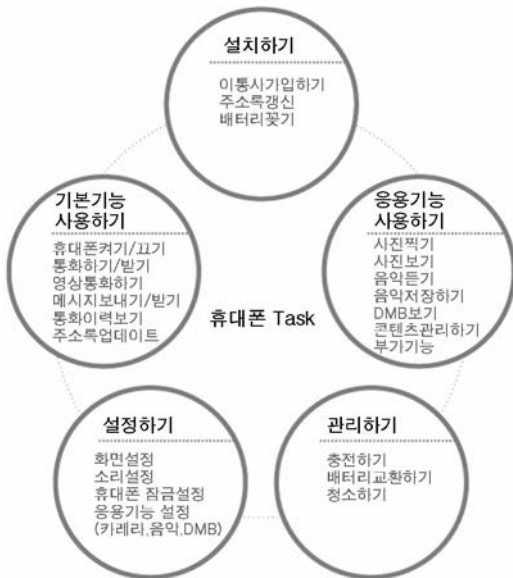 설치하기
이통사가입하기
주소록갱신
배터리꽂기
기본기능
사용하기
휴대폰켜기/끄기
통화하기/받기
영상통화하기
메시지보내기/받기
통화이력보기
주소록업데이트
응용기능
사용하기
사진찍기
사진보기
음악듣기
음악저장하기
DMB보기
콘텐츠관리하기
부가기능
휴대폰 Task
설정하기
화면설정
소리설정
휴대폰 잠금설정
응용기능 설정
(카레라,음악,DMB)
관리하기
충전하기
배터리교환하기
청소하기